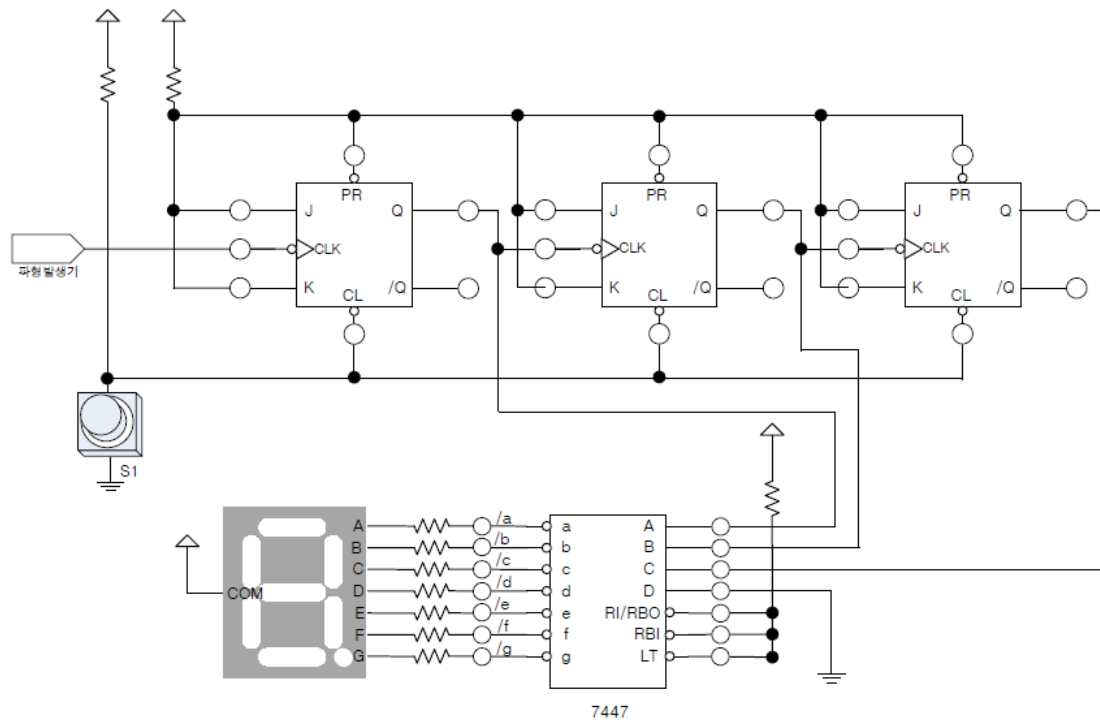 PR
PR
PR
J Q
J Q
J Q
CLK
CLK
CLK
파형발생기
K /Q
K /Q
K /Q
CL
CL
CL
S1
A /a a A
B /b b B
C /c c C
COM D /d d D
E /e e RI/RBO
F /f f RBI
G /g g LT
7447